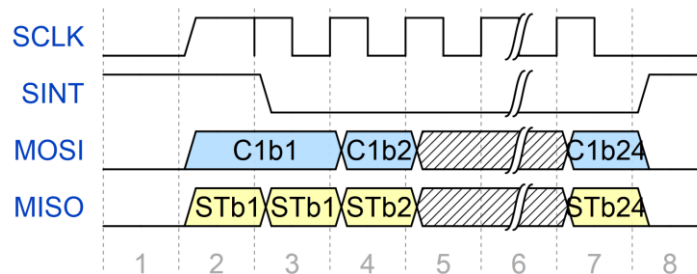 SCLK
SINT
MOSI C1b1 C1b2 C1b24
MISO STb1 STb1 STb2 STb24
1 2 3 4 5 6 7 8